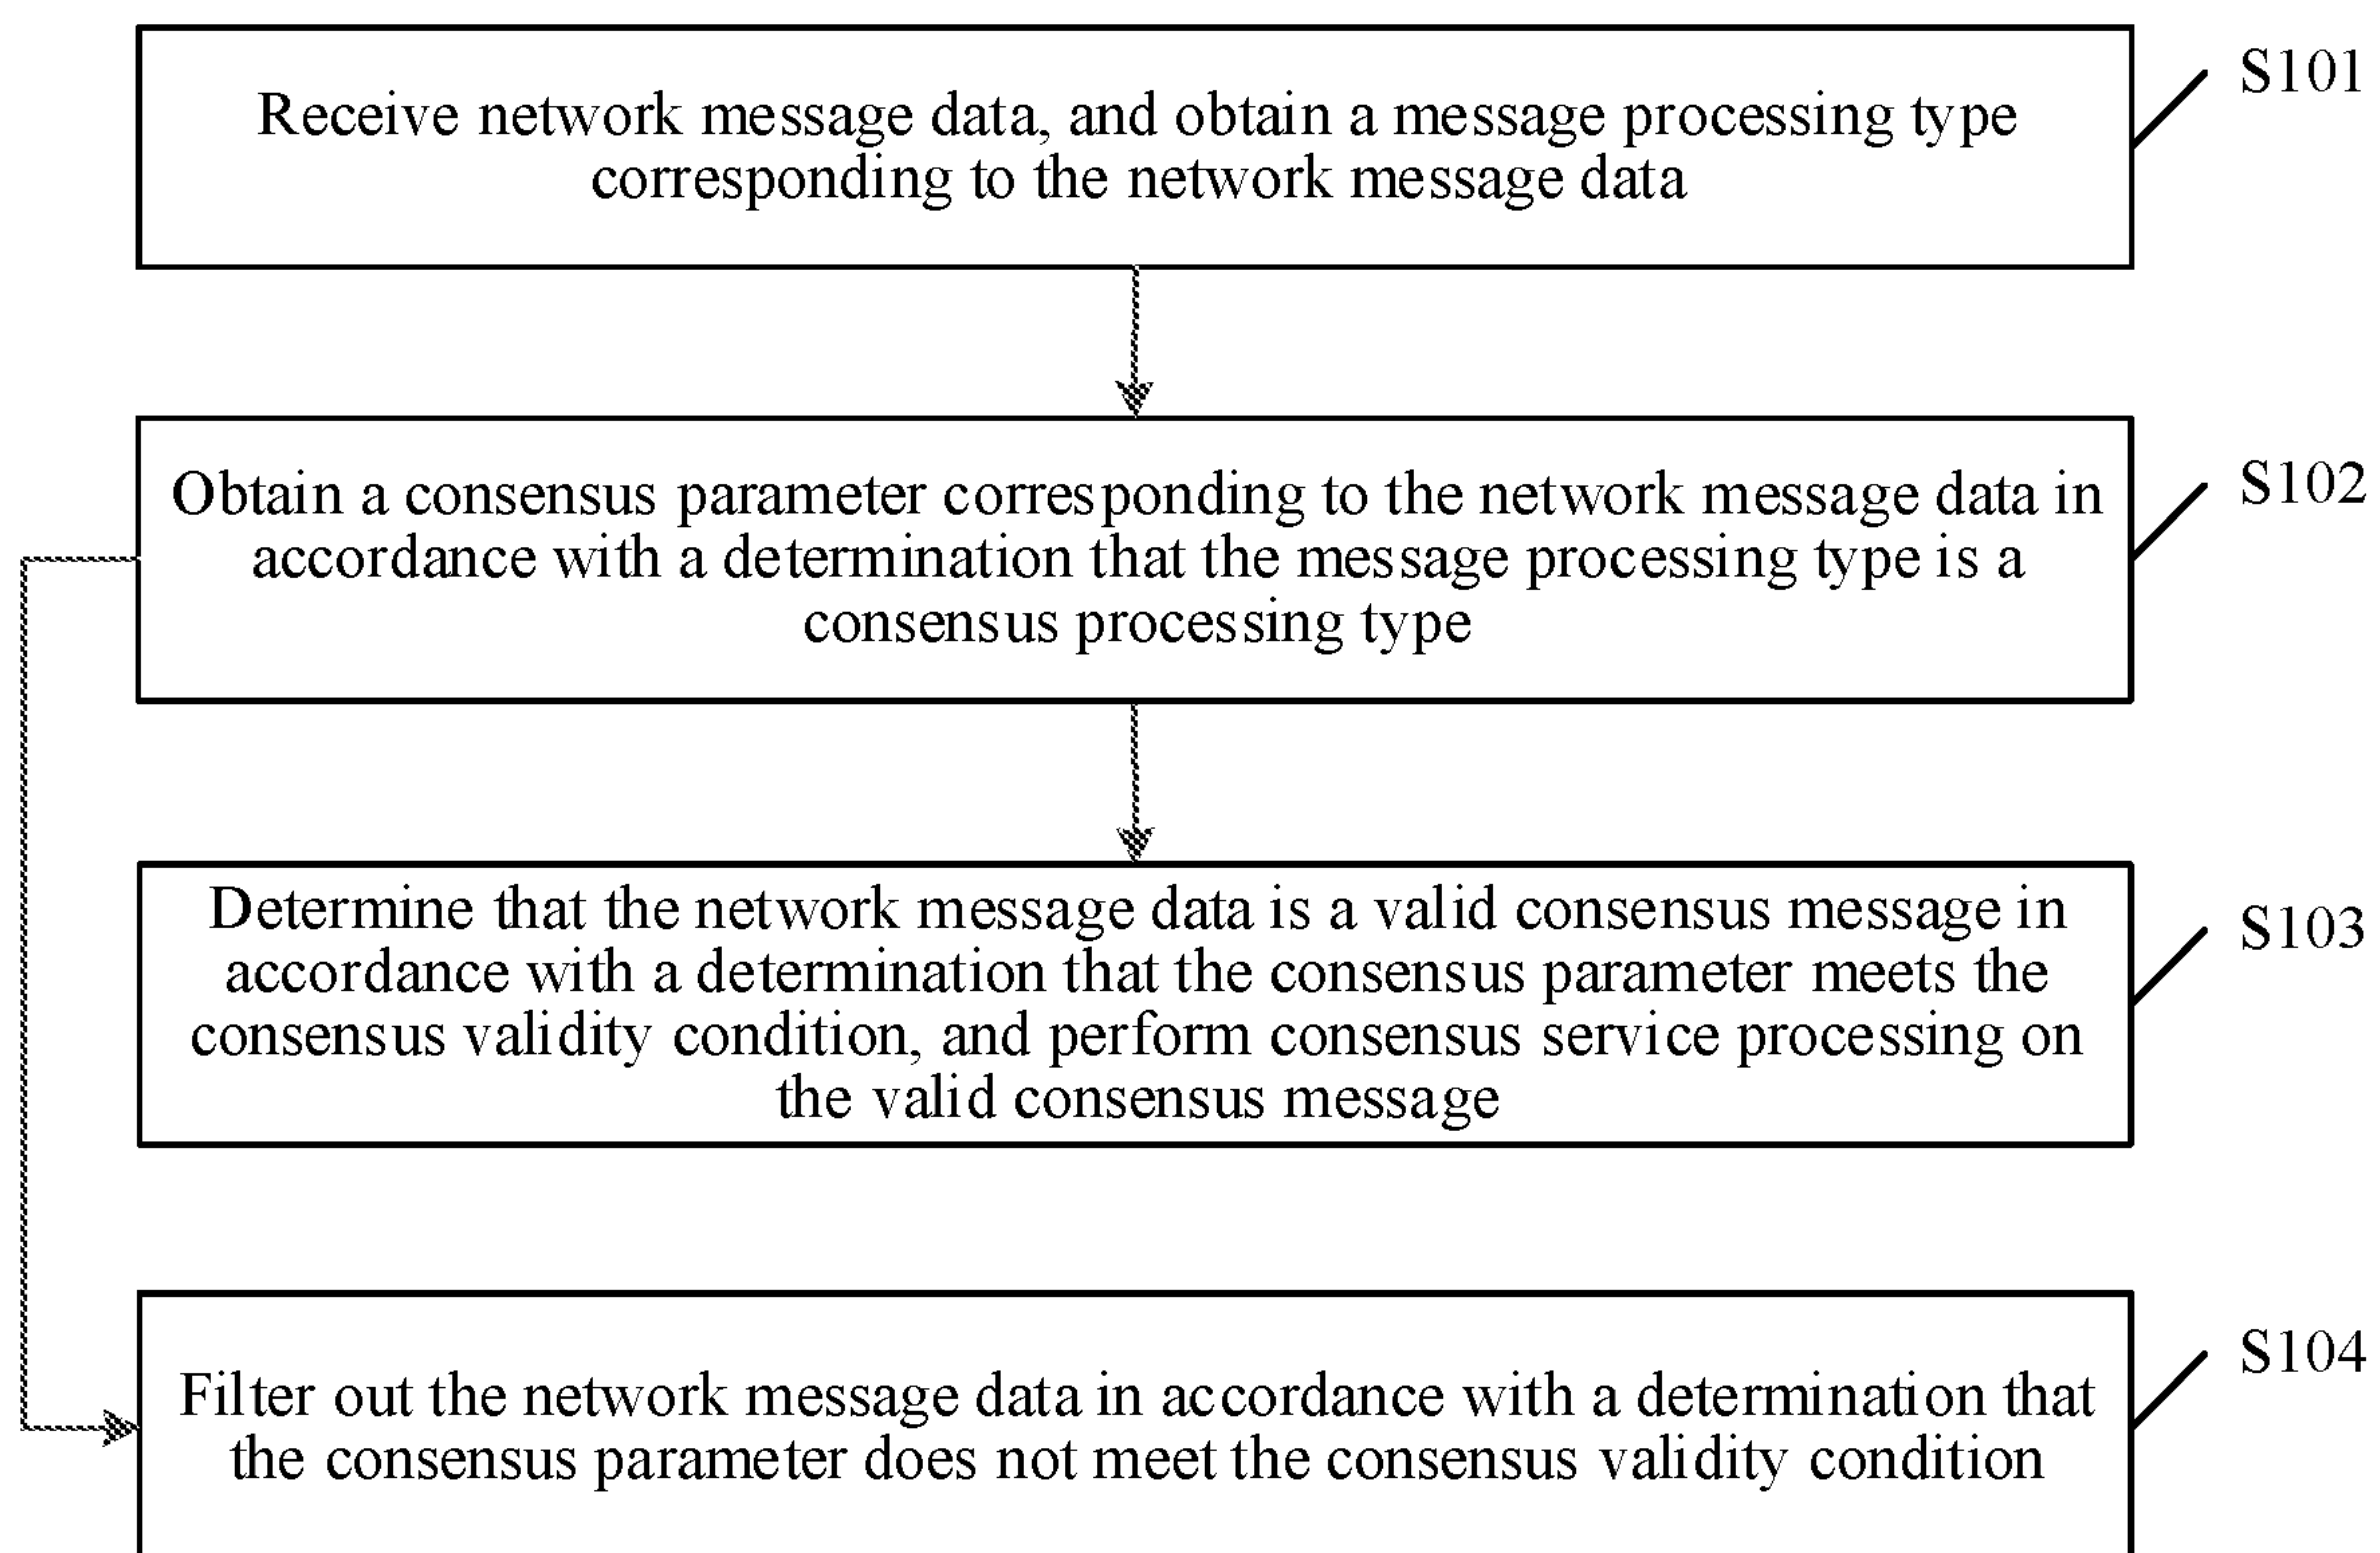 Receive network message data, and obtain a message processing type
corresponding to the network message data
S101
Obtain a consensus parameter corresponding to the network message data in
accordance with a determination that the message processing type is a
consensus processing type
S102
Determine that the network message data is a valid consensus message in
accordance with a determination that the consensus parameter meets the
consensus validity condition, and perform consensus service processing on
the valid consensus message
S103
Filter out the network message data in accordance with a determination that
the consensus parameter does not meet the consensus validity condition
S104